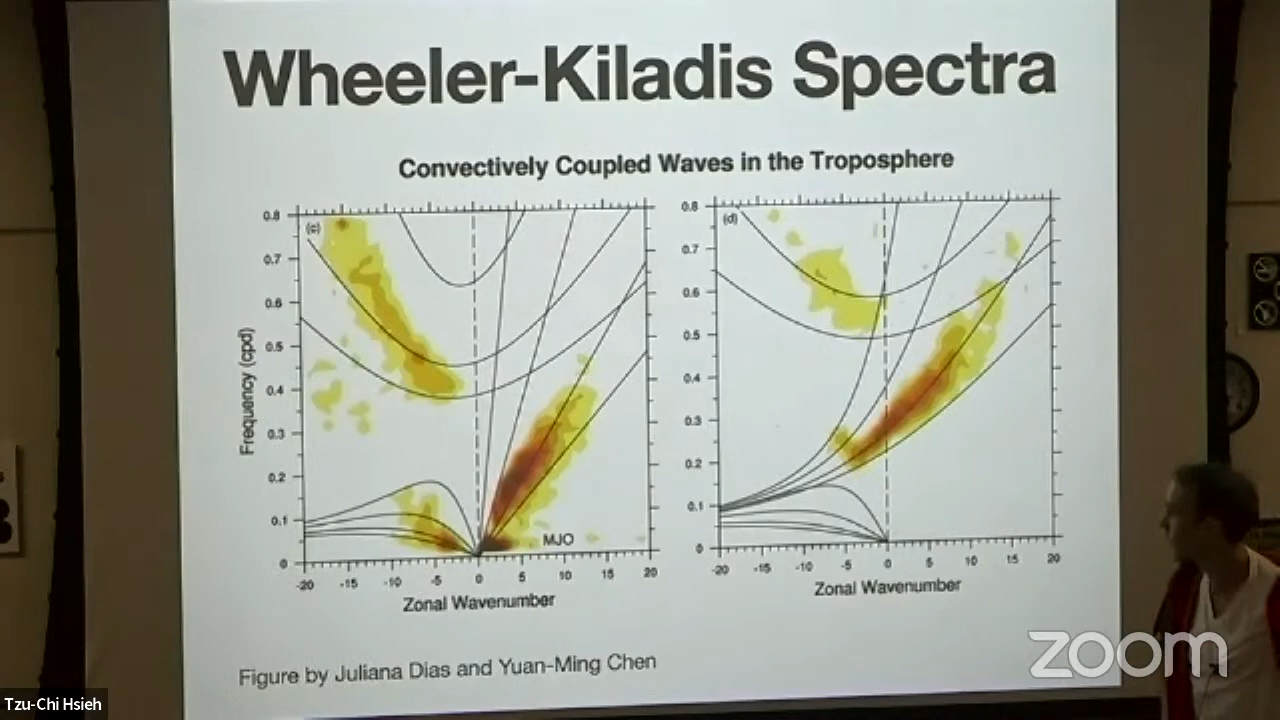 Wheeler-Kiladis Spectra
Convectively Coupled Waves in the Troposphere
(c)
0.8
0.7
0.6
0.5
0.4
0.3
0.2
0.1
0
Frequency (cpd)
MJO
-20 -15 -10 -5 0 5 10 15 20
Zonal Wavenumber
(d)
0.8
0.7
0.6
0.5
0.4
0.3
0.2
0.1
0
-20 -15 -10 -5 0 5 10 15 20
Zonal Wavenumber
Figure by Juliana Dias and Yuan-Ming Chen
zoom
Tzu-Chi Hsieh